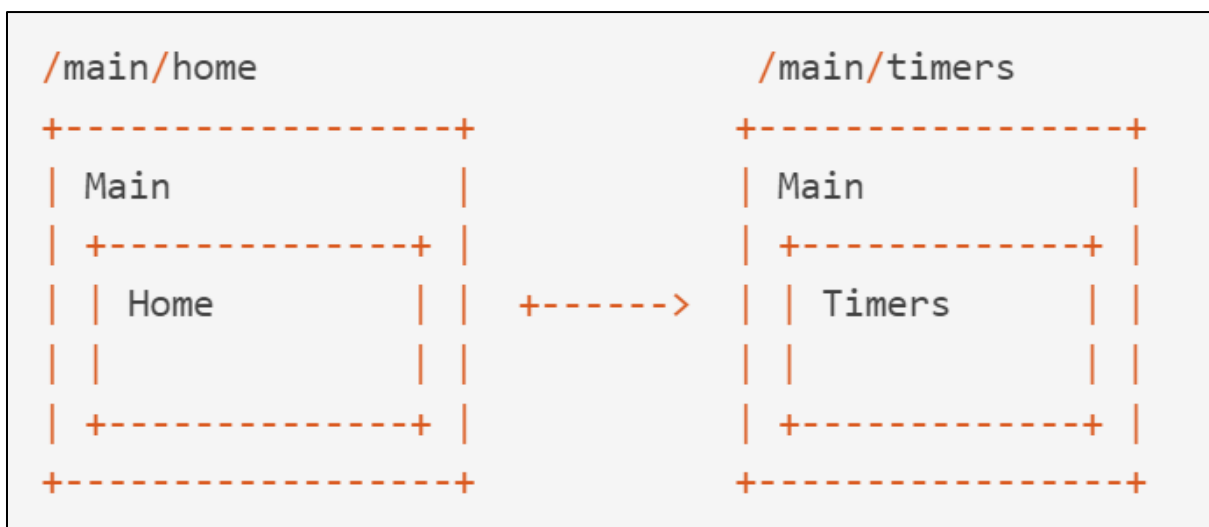 /main/home                       /main/timers
+------------------+            +-----------------+
| Main             |            | Main            |
| +--------------+ |            | +-------------+ |
| | Home         | |  +------>  | | Timers      | |
| |              | |            | |             | |
| +--------------+ |            | +-------------+ |
+------------------+            +-----------------+